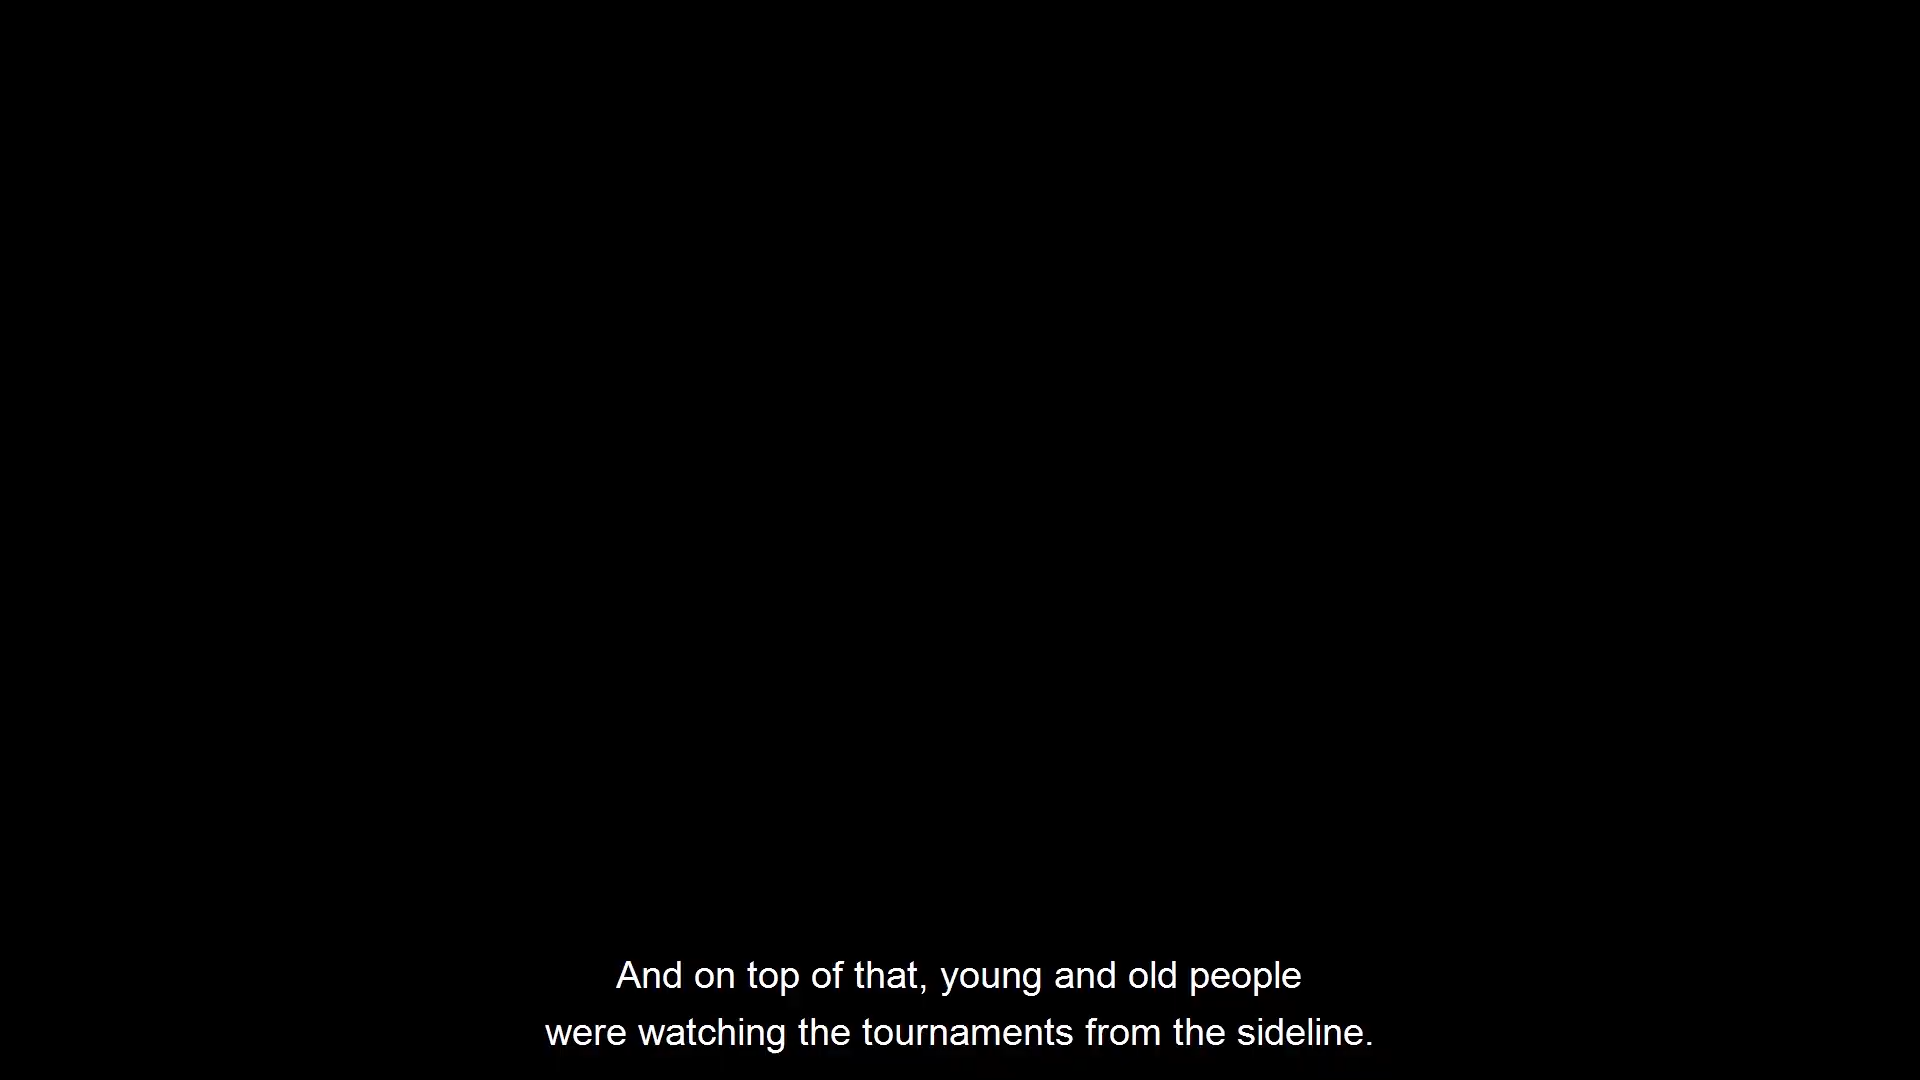 And on top of that, young and old people
were watching the tournaments from the sideline.